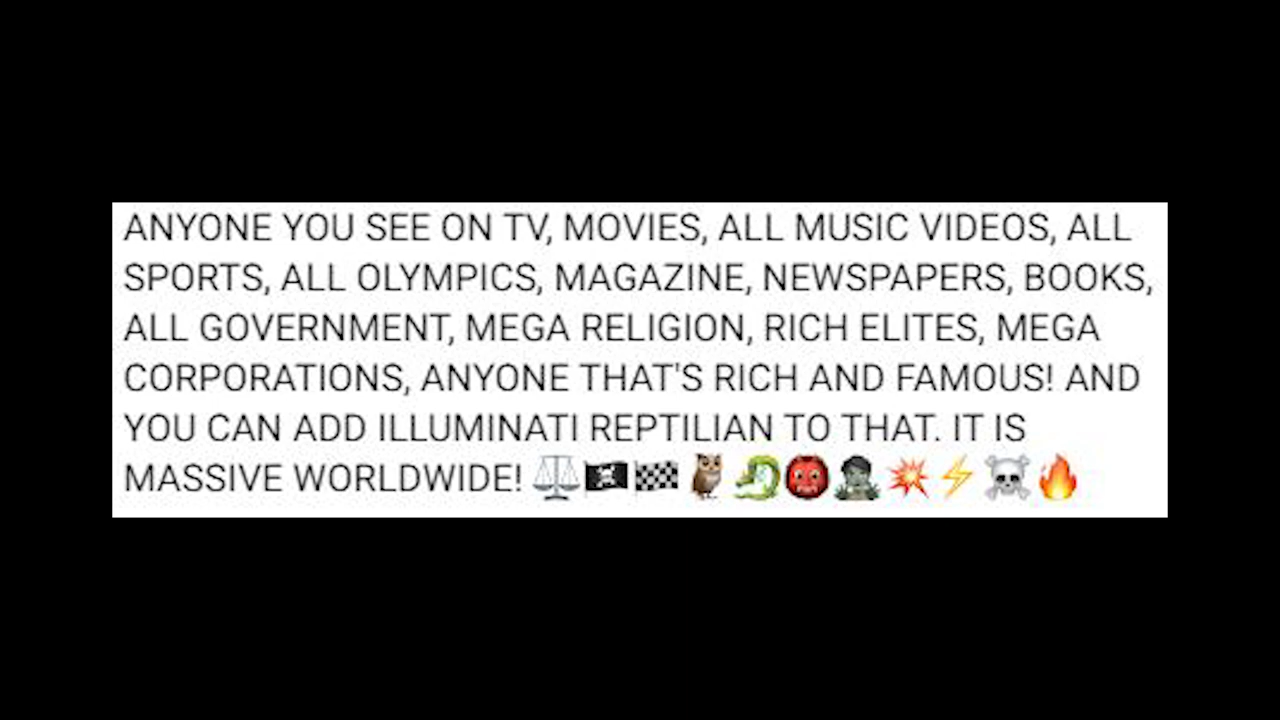 ANYONE YOU SEE ON TV, MOVIES, ALL MUSIC VIDEOS, ALL
SPORTS, ALL OLYMPICS, MAGAZINE, NEWSPAPERS, BOOKS,
ALL GOVERNMENT, MEGA RELIGION, RICH ELITES, MEGA
CORPORATIONS, ANYONE THAT'S RICH AND FAMOUS! AND
YOU CAN ADD ILLUMINATI REPTILIAN TO THAT. IT IS
MASSIVE WORLDWIDE! ⚖️🏴‍☠️🏁🦉🐉👹🧟💥⚡☠️🔥